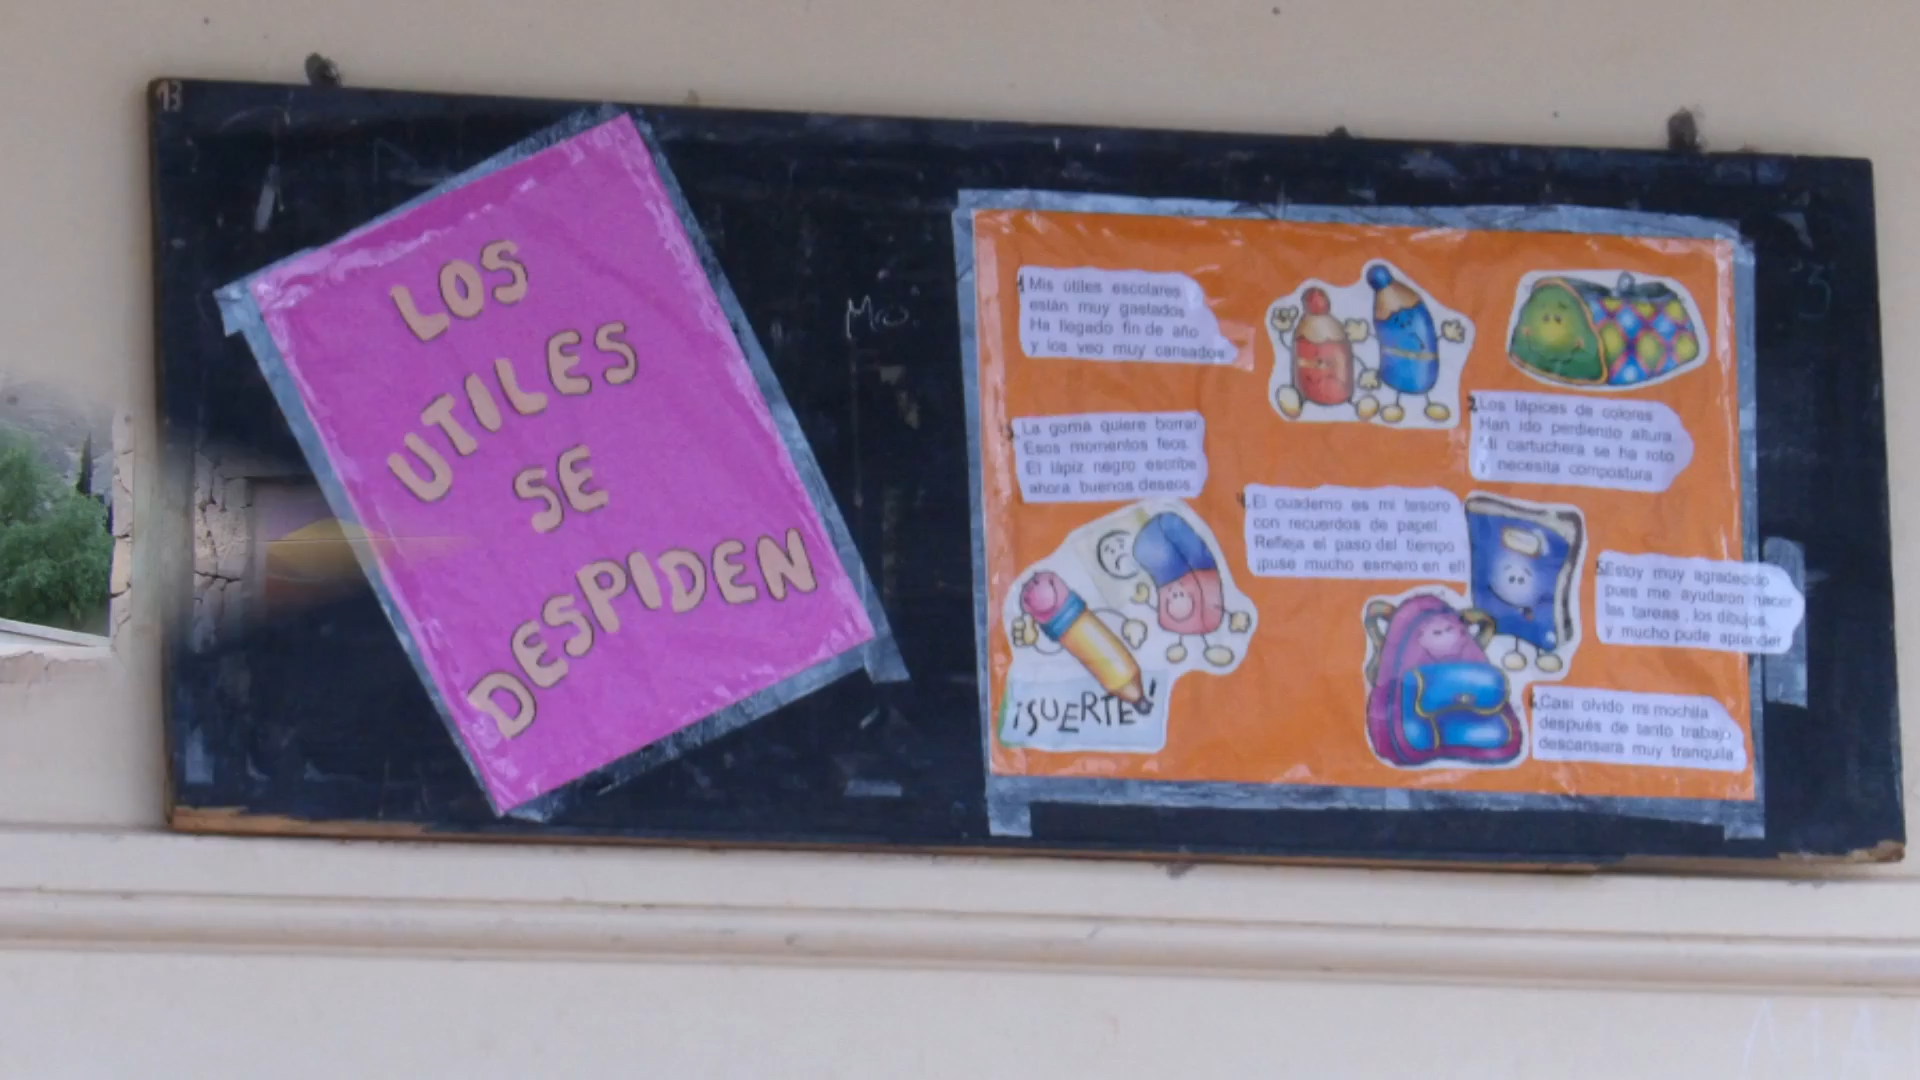 13
LOS
UTILES
SE
DESPIDEN
1 Mis útiles escolares
están muy gastados
Ha llegado fin de año
y los veo muy cansados
2 Los lápices de colores
Han ido perdiendo altura
Mi cartuchera se ha roto
y necesita compostura
3 La goma quiere borrar
Esos momentos feos.
El lápiz negro escribe
ahora buenos deseos.
4 El cuaderno es mi tesoro
con recuerdos de papel
Refleja el paso del tiempo
¡puse mucho esmero en el!
5 Estoy muy agradecido
pues me ayudaron hacer
las tareas , los dibujos
y mucho pude aprender
6 Casi olvido mi mochila
después de tanto trabajo
descansará muy tranquila
¡SUERTE!